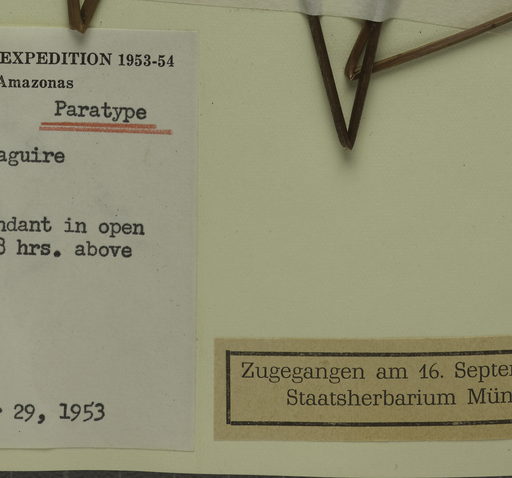 EXPEDITION 1953-54
Amazonas
Paratype
aguire
ndant in open
8 hrs. above
29, 1953
Zugegangen am 16. Septem
Staatsherbarium Mün